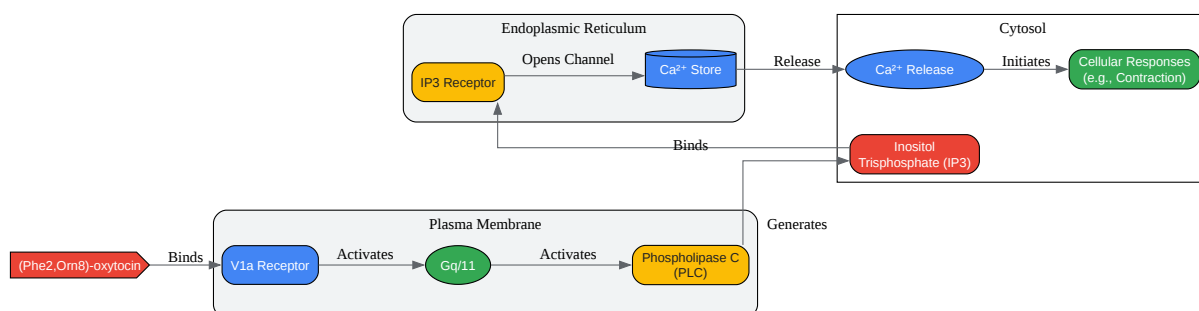 Endoplasmic Reticulum
Opens Channel
IP3 Receptor
Ca²⁺ Store
Release
Cytosol
Ca²⁺ Release
Initiates
Cellular Responses
(e.g., Contraction)
Binds
Inositol
Trisphosphate (IP3)
Plasma Membrane
Generates
(Phe2,Orn8)-oxytocin
Binds
V1a Receptor
Activates
Gq/11
Activates
Phospholipase C
(PLC)